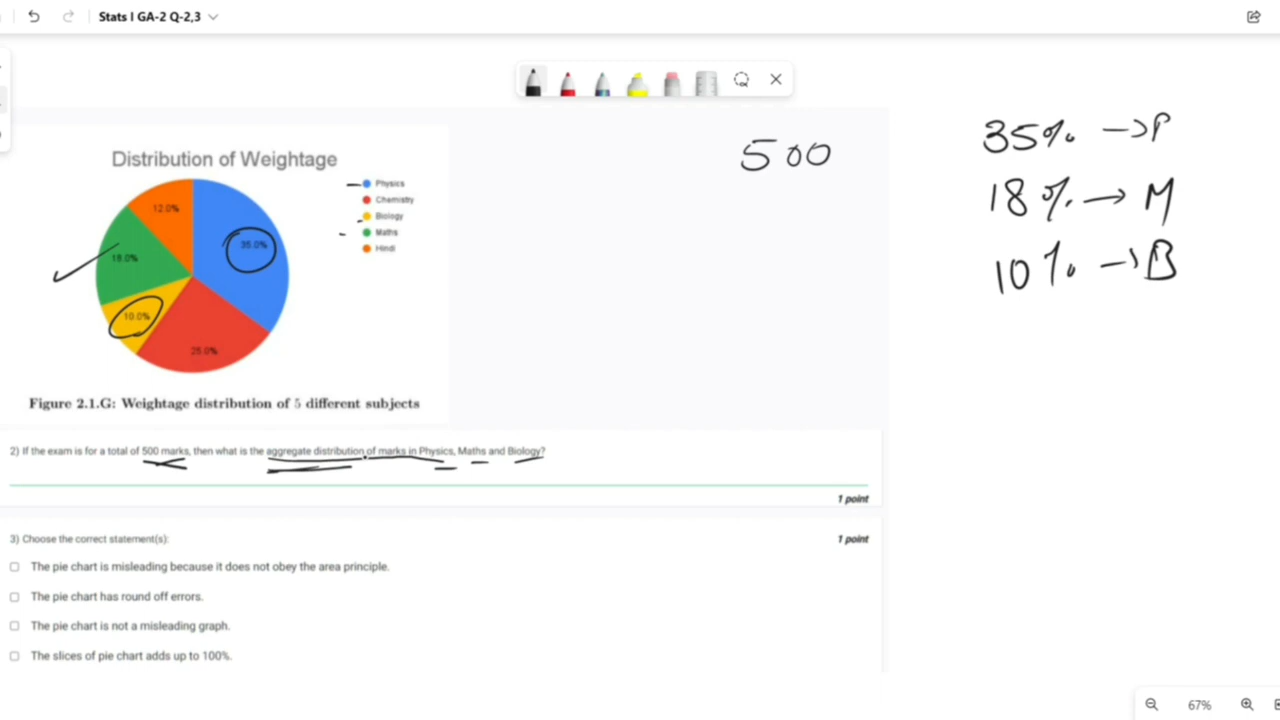 Stats I GA-2 Q-2,3
Distribution of Weightage
Physics
Chemistry
Biology
Maths
Hindi
12.0%
35.0%
18.0%
10.0%
25.0%
Figure 2.1.G: Weightage distribution of 5 different subjects
500
35% → P
18% → M
10% → B
2) If the exam is for a total of 500 marks, then what is the aggregate distribution of marks in Physics, Maths and Biology?
1 point
3) Choose the correct statement(s):
1 point
The pie chart is misleading because it does not obey the area principle.
The pie chart has round off errors.
The pie chart is not a misleading graph.
The slices of pie chart adds up to 100%.
67%